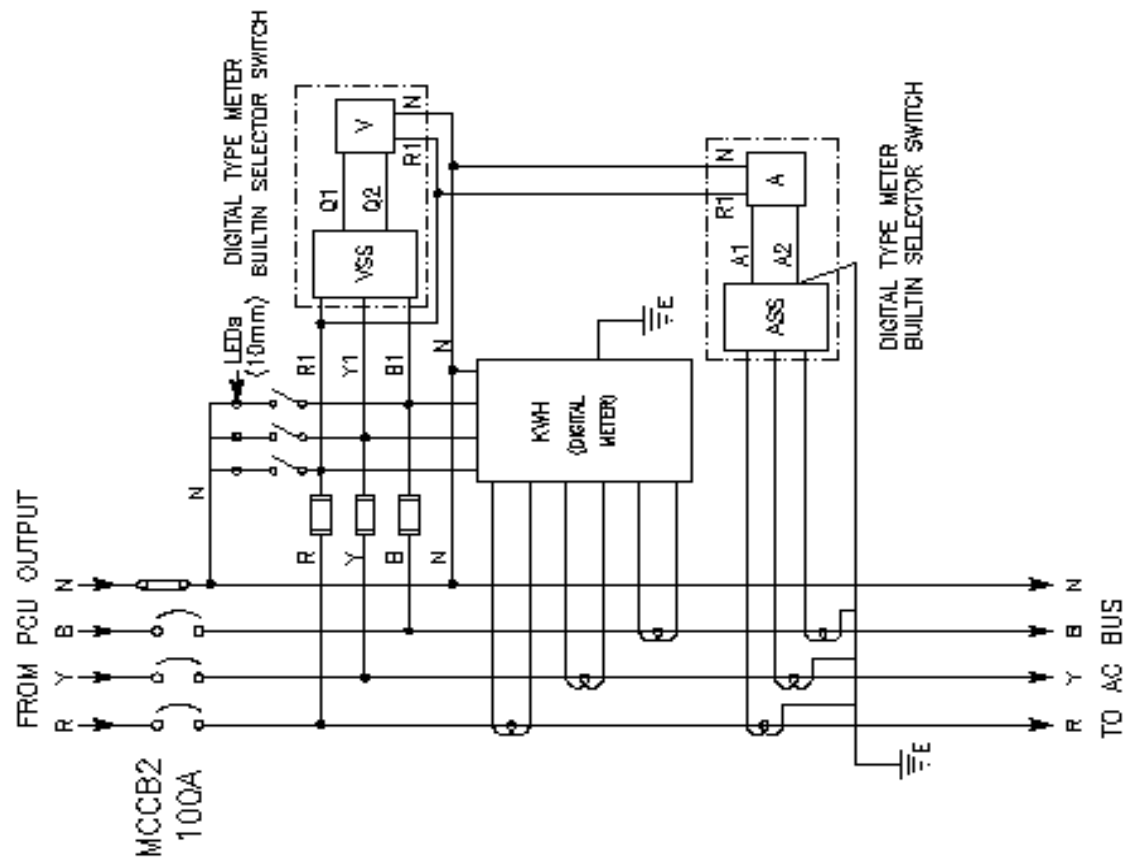 FROM PCU OUTPUT
R
Y
B
N
MCCB2
100A
N
LEDs
(10mm)
DIGITAL TYPE METER
BUILTIN SELECTOR SWITCH
R
Y
B
N
R1
Y1
B1
N
VSS
Q1
Q2
V
R1
N
KWH
(DIGITAL
METER)
E
ASS
A1
A2
A
R1
N
DIGITAL TYPE METER
BUILTIN SELECTOR SWITCH
E
R
Y
B
N
TO AC BUS